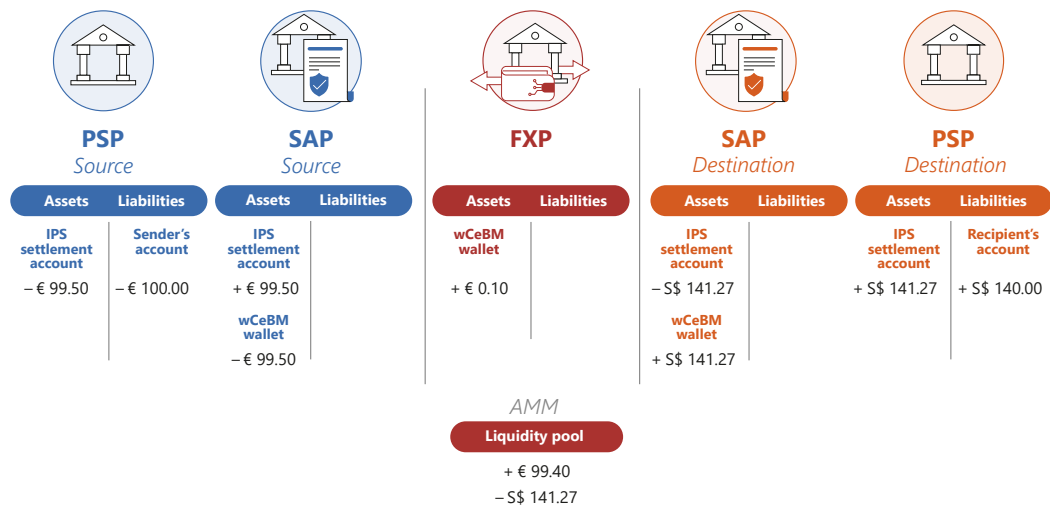 PSP
Source
Assets Liabilities
IPS
settlement
account
– € 99.50
Sender's
account
– € 100.00
SAP
Source
Assets Liabilities
IPS
settlement
account
+ € 99.50
wCeBM
wallet
– € 99.50
FXP
Assets Liabilities
wCeBM
wallet
+ € 0.10
AMM
Liquidity pool
+ € 99.40
– S$ 141.27
SAP
Destination
Assets Liabilities
IPS
settlement
account
– S$ 141.27
wCeBM
wallet
+ S$ 141.27
PSP
Destination
Assets Liabilities
IPS
settlement
account
+ S$ 141.27
Recipient's
account
+ S$ 140.00